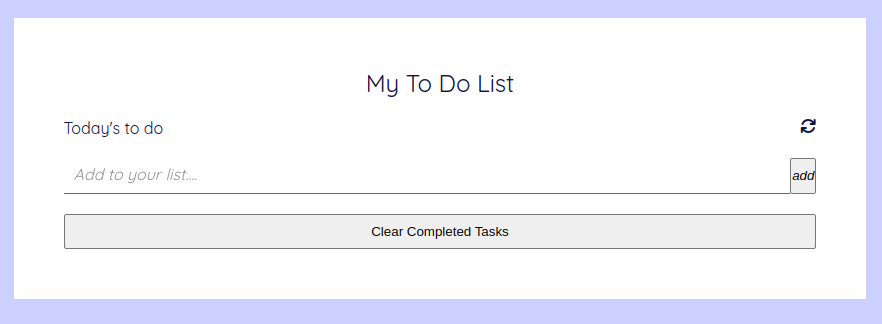 My To Do List
Today's to do
Add to your list....
add
Clear Completed Tasks